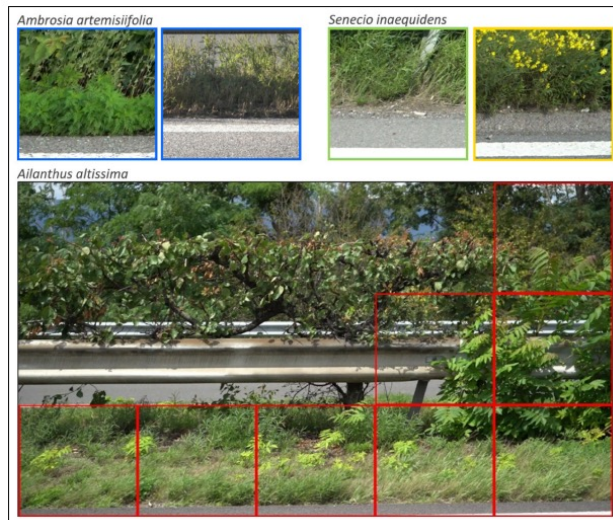 Ambrosia artemisiifolia
Senecio inaequidens
Ailanthus altissima